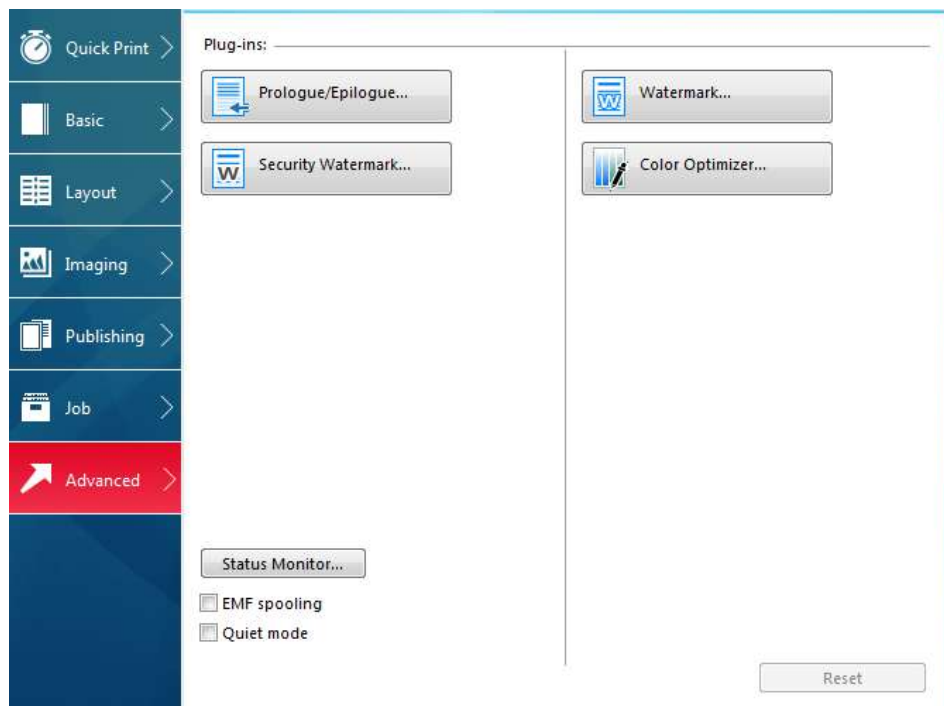 Quick Print
Basic
Layout
Imaging
Publishing
Job
Advanced
Plug-ins:
Prologue/Epilogue...
Watermark...
Security Watermark...
Color Optimizer...
Status Monitor...
EMF spooling
Quiet mode
Reset